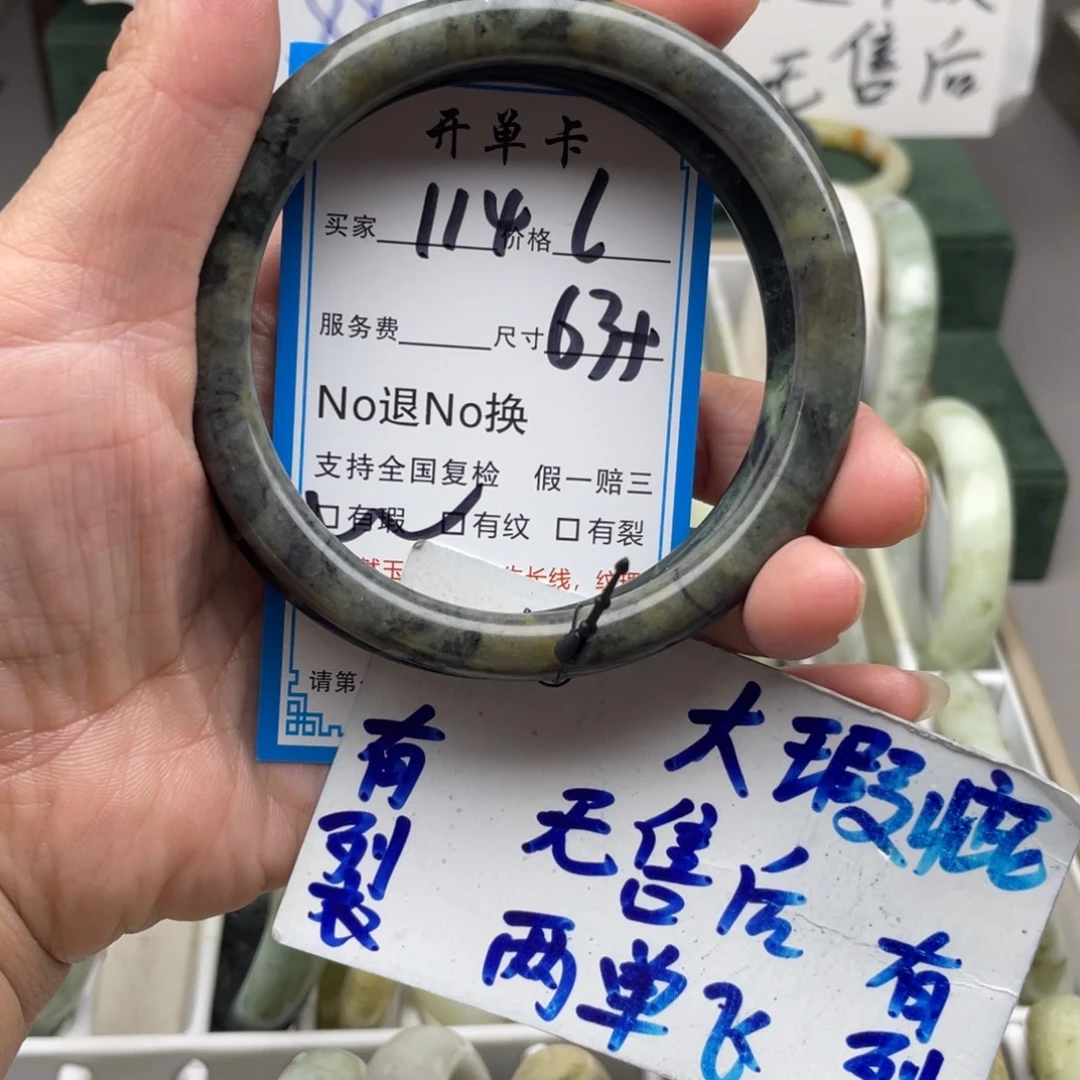 无售后
开单卡
买家 114 价格 6
服务费 尺寸 63+
No退No换
支持全国复检 假一赔三
口有瑕 口有纹 口有裂
请第
有裂
大瑕疵
无售后
两单飞
有裂